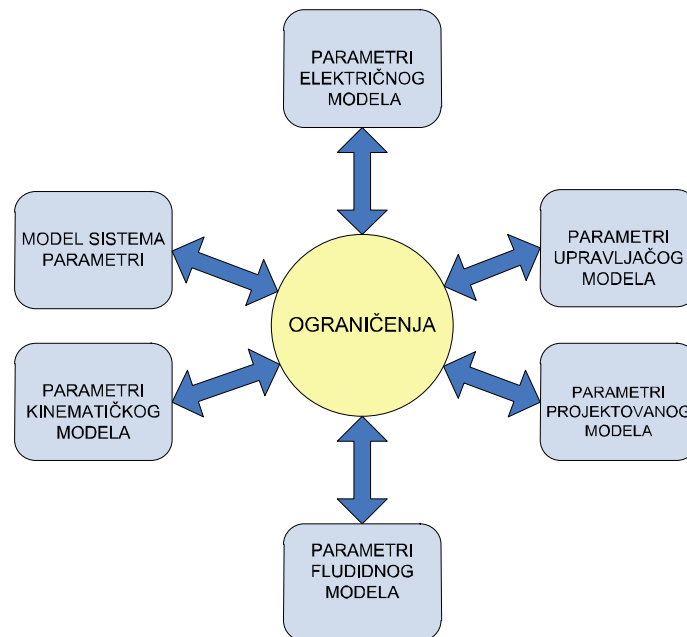 PARAMETRI
ELEKTRIČNOG
MODELA
MODEL SISTEMA
PARAMETRI
PARAMETRI
UPRAVLJAČOG
MODELA
OGRANIČENJA
PARAMETRI
KINEMATIČKOG
MODELA
PARAMETRI
PROJEKTOVANOG
MODELA
PARAMETRI
FLUDIDNOG
MODELA